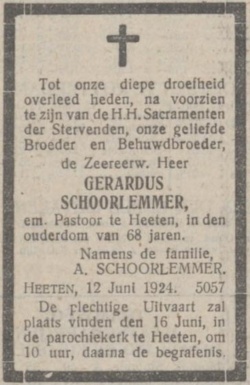 Tot onze diepe droefheid
overleed heden, na voorzien
te zijn van de H.H. Sacramenten
der Stervenden, onze geliefde
Broeder en Behuwdbroeder,
de Zeereerw. Heer
GERARDUS
SCHOORLEMMER,
em. Pastoor te Heeten, in den
ouderdom van 68 jaren.
Namens de familie,
A. SCHOORLEMMER.
HEETEN, 12 Juni 1924. 5057
De plechtige Uitvaart zal
plaats vinden den 16 Juni, in
de parochiekerk te Heeten, om
10 uur, daarna de begrafenis.